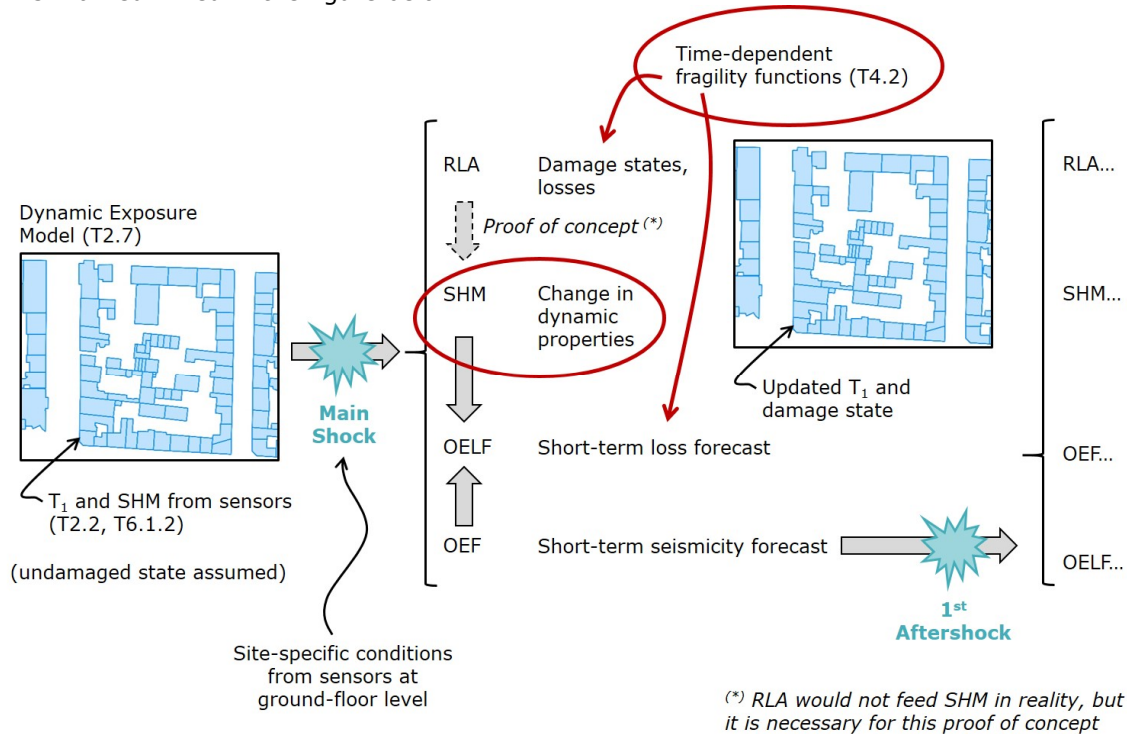 Time-dependent
fragility functions (T4.2)
RLA
Damage states,
losses
Proof of concept (*)
SHM
Change in
dynamic
properties
OELF
Short-term loss forecast
OEF
Short-term seismicity forecast
Dynamic Exposure
Model (T2.7)
T1 and SHM from sensors
(T2.2, T6.1.2)
(undamaged state assumed)
Main
Shock
Site-specific conditions
from sensors at
ground-floor level
Updated T1 and
damage state
1st
Aftershock
RLA...
SHM...
OEF...
OELF...
(*) RLA would not feed SHM in reality, but
it is necessary for this proof of concept